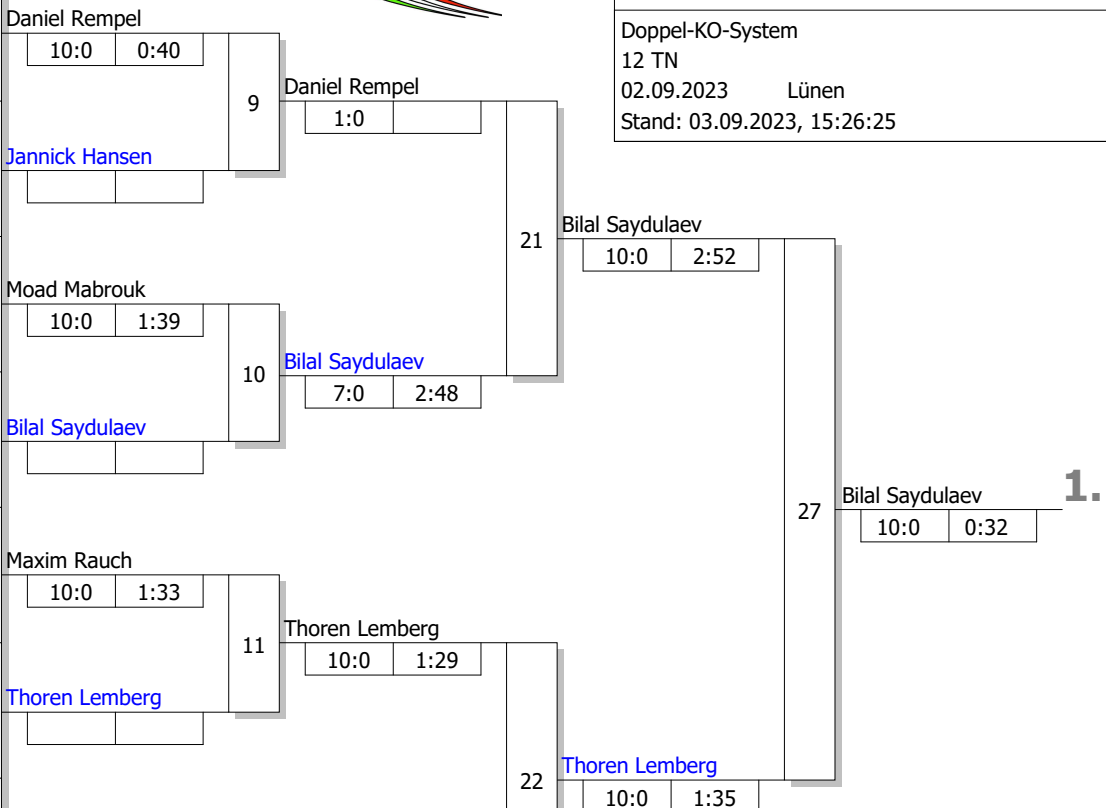 Daniel Rempel
10:0 0:40
Doppel-KO-System
12 TN
02.09.2023 Lünen
Stand: 03.09.2023, 15:26:25
9
Daniel Rempel
1:0
Jannick Hansen
21
Bilal Saydulaev
10:0 2:52
Moad Mabrouk
10:0 1:39
10
Bilal Saydulaev
7:0 2:48
Bilal Saydulaev
27
Bilal Saydulaev
1.
10:0 0:32
Maxim Rauch
10:0 1:33
11
Thoren Lemberg
10:0 1:29
Thoren Lemberg
22
Thoren Lemberg
10:0 1:35